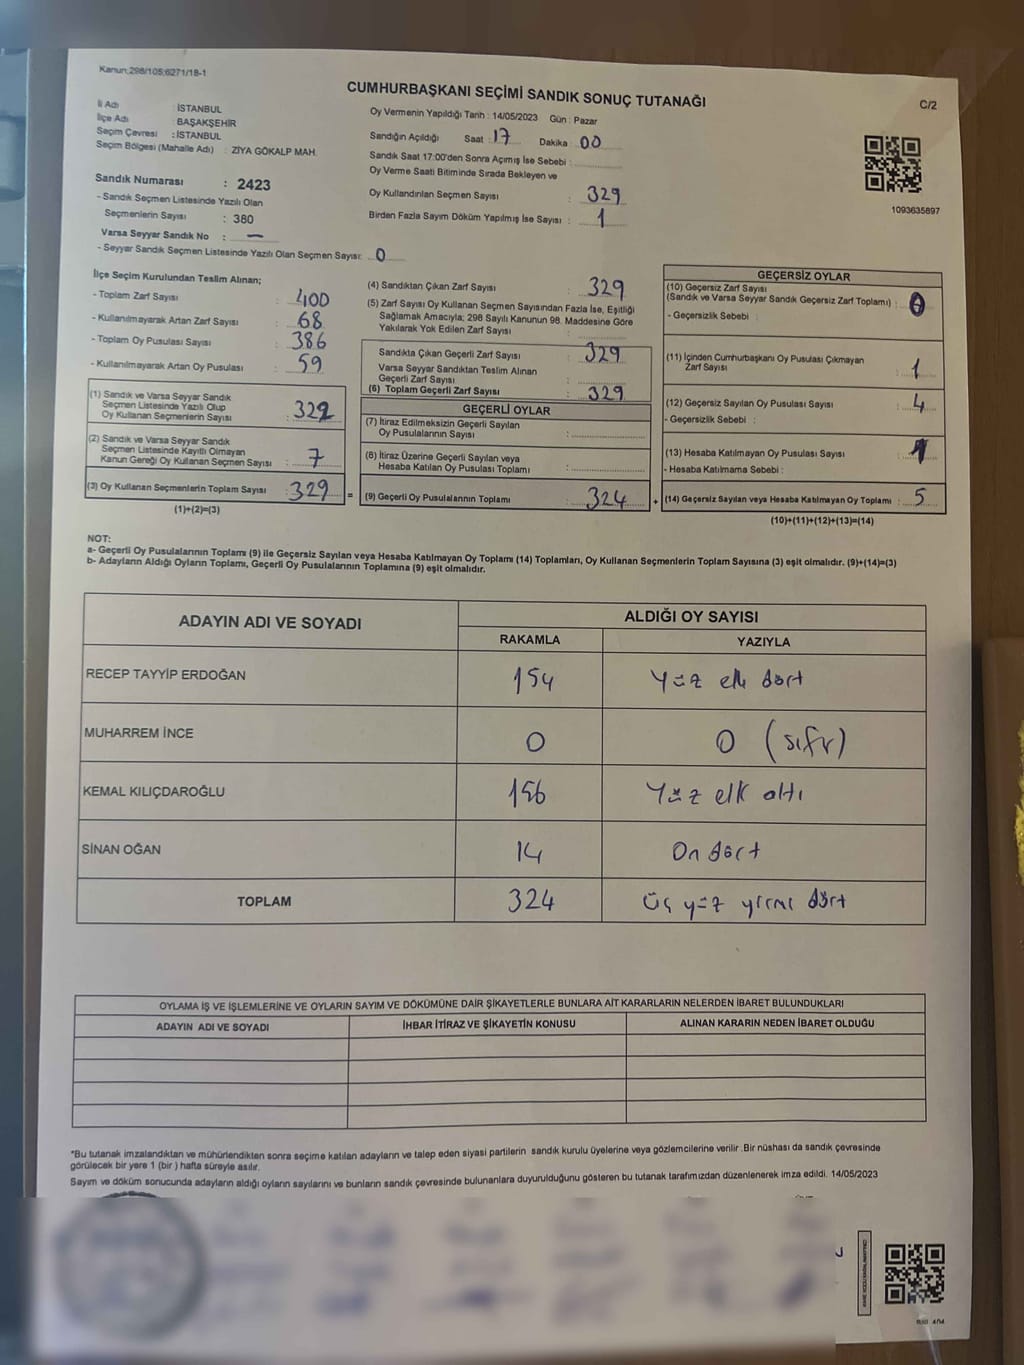 Kanun:298/105;6271/18-1
CUMHURBAŞKANI SEÇİMİ SANDIK SONUÇ TUTANAĞI
C/2
İl Adı : İSTANBUL
İlçe Adı : BAŞAKŞEHİR
Seçim Çevresi : İSTANBUL
Seçim Bölgesi (Mahalle Adı) : ZİYA GÖKALP MAH.
Sandık Numarası : 2423
- Sandık Seçmen Listesinde Yazılı Olan
Seçmenlerin Sayısı : 380
Varsa Seyyar Sandık No : —
- Seyyar Sandık Seçmen Listesinde Yazılı Olan Seçmen Sayısı: 0
Oy Vermenin Yapıldığı Tarih : 14/05/2023 Gün : Pazar
Sandığın Açıldığı Saat : 17 Dakika : 00
Sandık Saat 17:00'den Sonra Açımış İse Sebebi :
Oy Verme Saati Bitiminde Sırada Bekleyen ve
Oy Kullandırılan Seçmen Sayısı : 329
Birden Fazla Sayım Döküm Yapılmış İse Sayısı : 1
1093635897
İlçe Seçim Kurulundan Teslim Alınan;
- Toplam Zarf Sayısı : 400
- Kullanılmayarak Artan Zarf Sayısı : 68
- Toplam Oy Pusulası Sayısı : 386
- Kullanılmayarak Artan Oy Pusulası : 59
(1) Sandık ve Varsa Seyyar Sandık
Seçmen Listesinde Yazılı Olup
Oy Kullanan Seçmenlerin Sayısı : 322
(2) Sandık ve Varsa Seyyar Sandık
Seçmen Listesinde Kayıtlı Olmayan
Kanun Gereği Oy Kullanan Seçmen Sayısı : 7
(3) Oy Kullanan Seçmenlerin Toplam Sayısı : 329 =
(1)+(2)=(3)
(4) Sandıktan Çıkan Zarf Sayısı : 329
(5) Zarf Sayısı Oy Kullanan Seçmen Sayısından Fazla İse, Eşitliği
Sağlamak Amacıyla; 298 Sayılı Kanunun 98. Maddesine Göre
Yakılarak Yok Edilen Zarf Sayısı :
Sandıkta Çıkan Geçerli Zarf Sayısı : 329
Varsa Seyyar Sandıktan Teslim Alınan
Geçerli Zarf Sayısı :
(6) Toplam Geçerli Zarf Sayısı : 329
GEÇERLİ OYLAR
(7) İtiraz Edilmeksizin Geçerli Sayılan
Oy Pusulalarının Sayısı :
(8) İtiraz Üzerine Geçerli Sayılan veya
Hesaba Katılan Oy Pusulası Toplamı :
(9) Geçerli Oy Pusulalarının Toplamı : 324 +
GEÇERSİZ OYLAR
(10) Geçersiz Zarf Sayısı
(Sandık ve Varsa Seyyar Sandık Geçersiz Zarf Toplamı) : 0
- Geçersizlik Sebebi :
(11) İçinden Cumhurbaşkanı Oy Pusulası Çıkmayan
Zarf Sayısı : 1
(12) Geçersiz Sayılan Oy Pusulası Sayısı : 4
- Geçersizlik Sebebi :
(13) Hesaba Katılmayan Oy Pusulası Sayısı :
- Hesaba Katılmama Sebebi :
(14) Geçersiz Sayılan veya Hesaba Katılmayan Oy Toplamı : 5
(10)+(11)+(12)+(13)=(14)
NOT:
a- Geçerli Oy Pusulalarının Toplamı (9) ile Geçersiz Sayılan veya Hesaba Katılmayan Oy Toplamı (14) Toplamları, Oy Kullanan Seçmenlerin Toplam Sayısına (3) eşit olmalıdır. (9)+(14)=(3)
b- Adayların Aldığı Oyların Toplamı, Geçerli Oy Pusulalarının Toplamına (9) eşit olmalıdır.
ADAYIN ADI VE SOYADI
ALDIĞI OY SAYISI
RAKAMLA YAZIYLA
RECEP TAYYİP ERDOĞAN 154 Yüz elli dört
MUHARREM İNCE 0 0 (sıfır)
KEMAL KILIÇDAROĞLU 156 Yüz elli altı
SİNAN OĞAN 14 On dört
TOPLAM 324 Üç yüz yirmi dört
OYLAMA İŞ VE İŞLEMLERİNE VE OYLARIN SAYIM VE DÖKÜMÜNE DAİR ŞİKAYETLERLE BUNLARA AİT KARARLARIN NELERDEN İBARET BULUNDUKLARI
ADAYIN ADI VE SOYADI İHBAR İTİRAZ VE ŞİKAYETİN KONUSU ALINAN KARARIN NEDEN İBARET OLDUĞU
*Bu tutanak imzalandıktan ve mühürlendikten sonra seçime katılan adayların ve talep eden siyasi partilerin sandık kurulu üyelerine veya gözlemcilerine verilir .Bir nüshası da sandık çevresinde
görülecek bir yere 1 (bir ) hafta süreyle asılır.
Sayım ve döküm sonucunda adayların aldığı oyların sayılarını ve bunların sandık çevresinde bulunanlara duyurulduğunu gösteren bu tutanak tarafımızdan düzenlenerek imza edildi. 14/05/2023